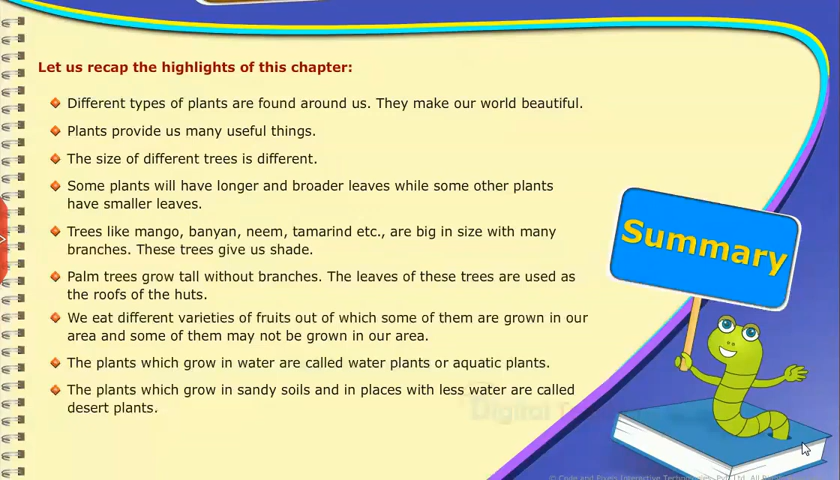 Let us recap the highlights of this chapter:
Different types of plants are found around us. They make our world beautiful.
Plants provide us many useful things.
The size of different trees is different.
Some plants will have longer and broader leaves while some other plants
have smaller leaves.
Trees like mango, banyan, neem, tamarind etc., are big in size with many
branches. These trees give us shade.
Palm trees grow tall without branches. The leaves of these trees are used as
the roofs of the huts.
We eat different varieties of fruits out of which some of them are grown in our
area and some of them may not be grown in our area.
The plants which grow in water are called water plants or aquatic plants.
The plants which grow in sandy soils and in places with less water are called
desert plants.
Summary
Digital